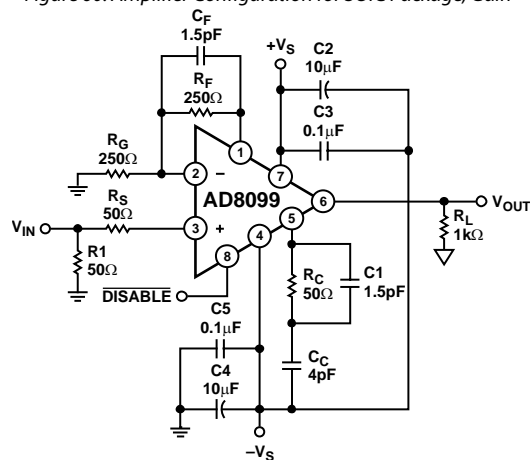 Figure 60. Amplifier Configuration for SOIC Package, Gain
CF
1.5pF
+VS
C2
10μF
RF
250Ω
C3
0.1μF
RG
250Ω
1
7
2
–
AD8099
6
VOUT
RS
50Ω
VIN
3
+
5
RL
1kΩ
R1
50Ω
8
4
DISABLE
RC
50Ω
C1
1.5pF
C5
0.1μF
CC
4pF
C4
10μF
–VS